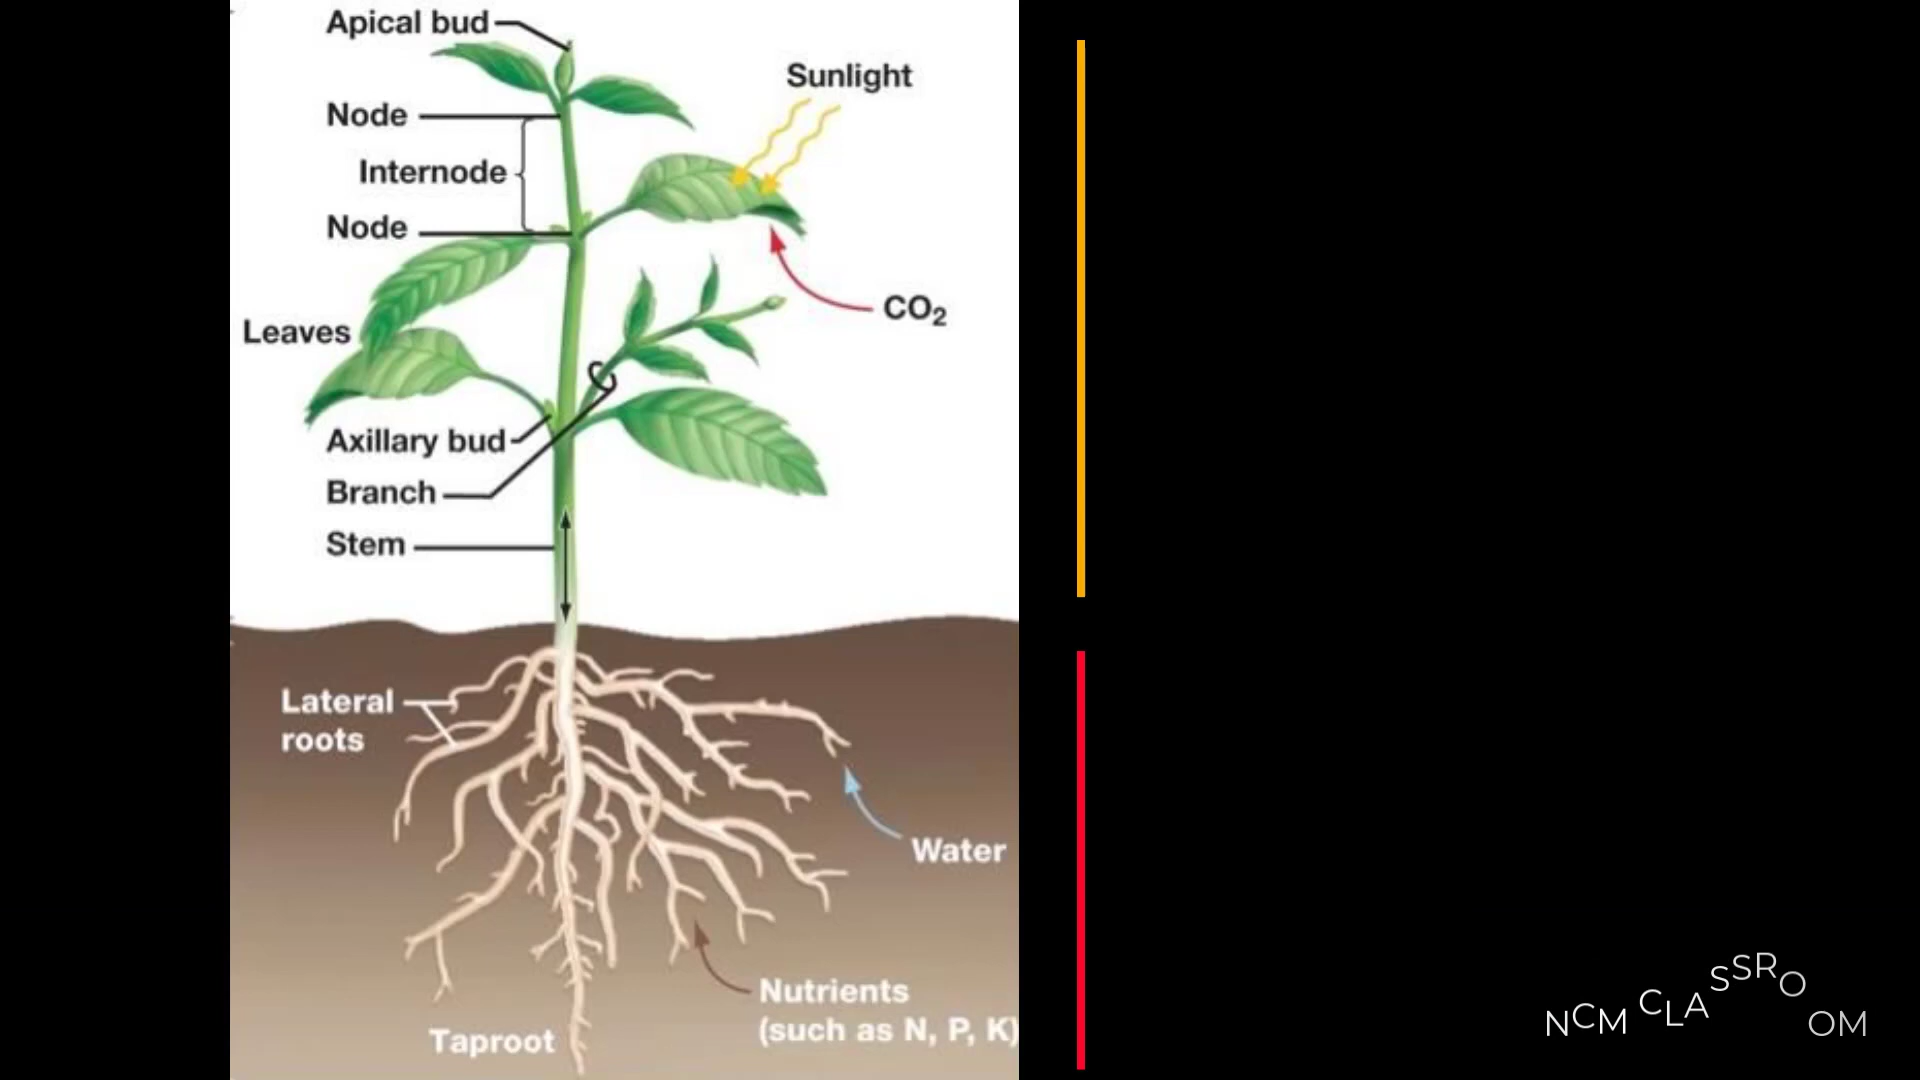 Apical bud
Sunlight
Node
Internode
Node
CO₂
Leaves
Axillary bud
Branch
Stem
Lateral
roots
Water
Nutrients
(such as N, P, K)
Taproot
NCM CLASSROOM